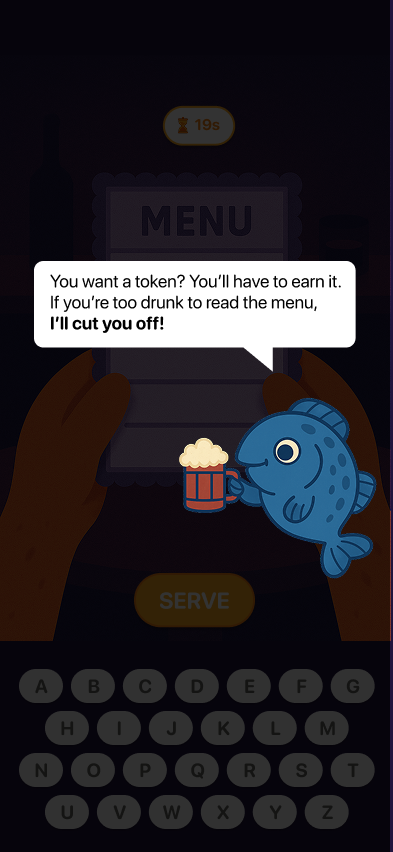 19s
MENU
You want a token? You'll have to earn it.
If you're too drunk to read the menu,
I'll cut you off!
SERVE
A B C D E F G
H I J K L M
N O P Q R S T
U V W X Y Z